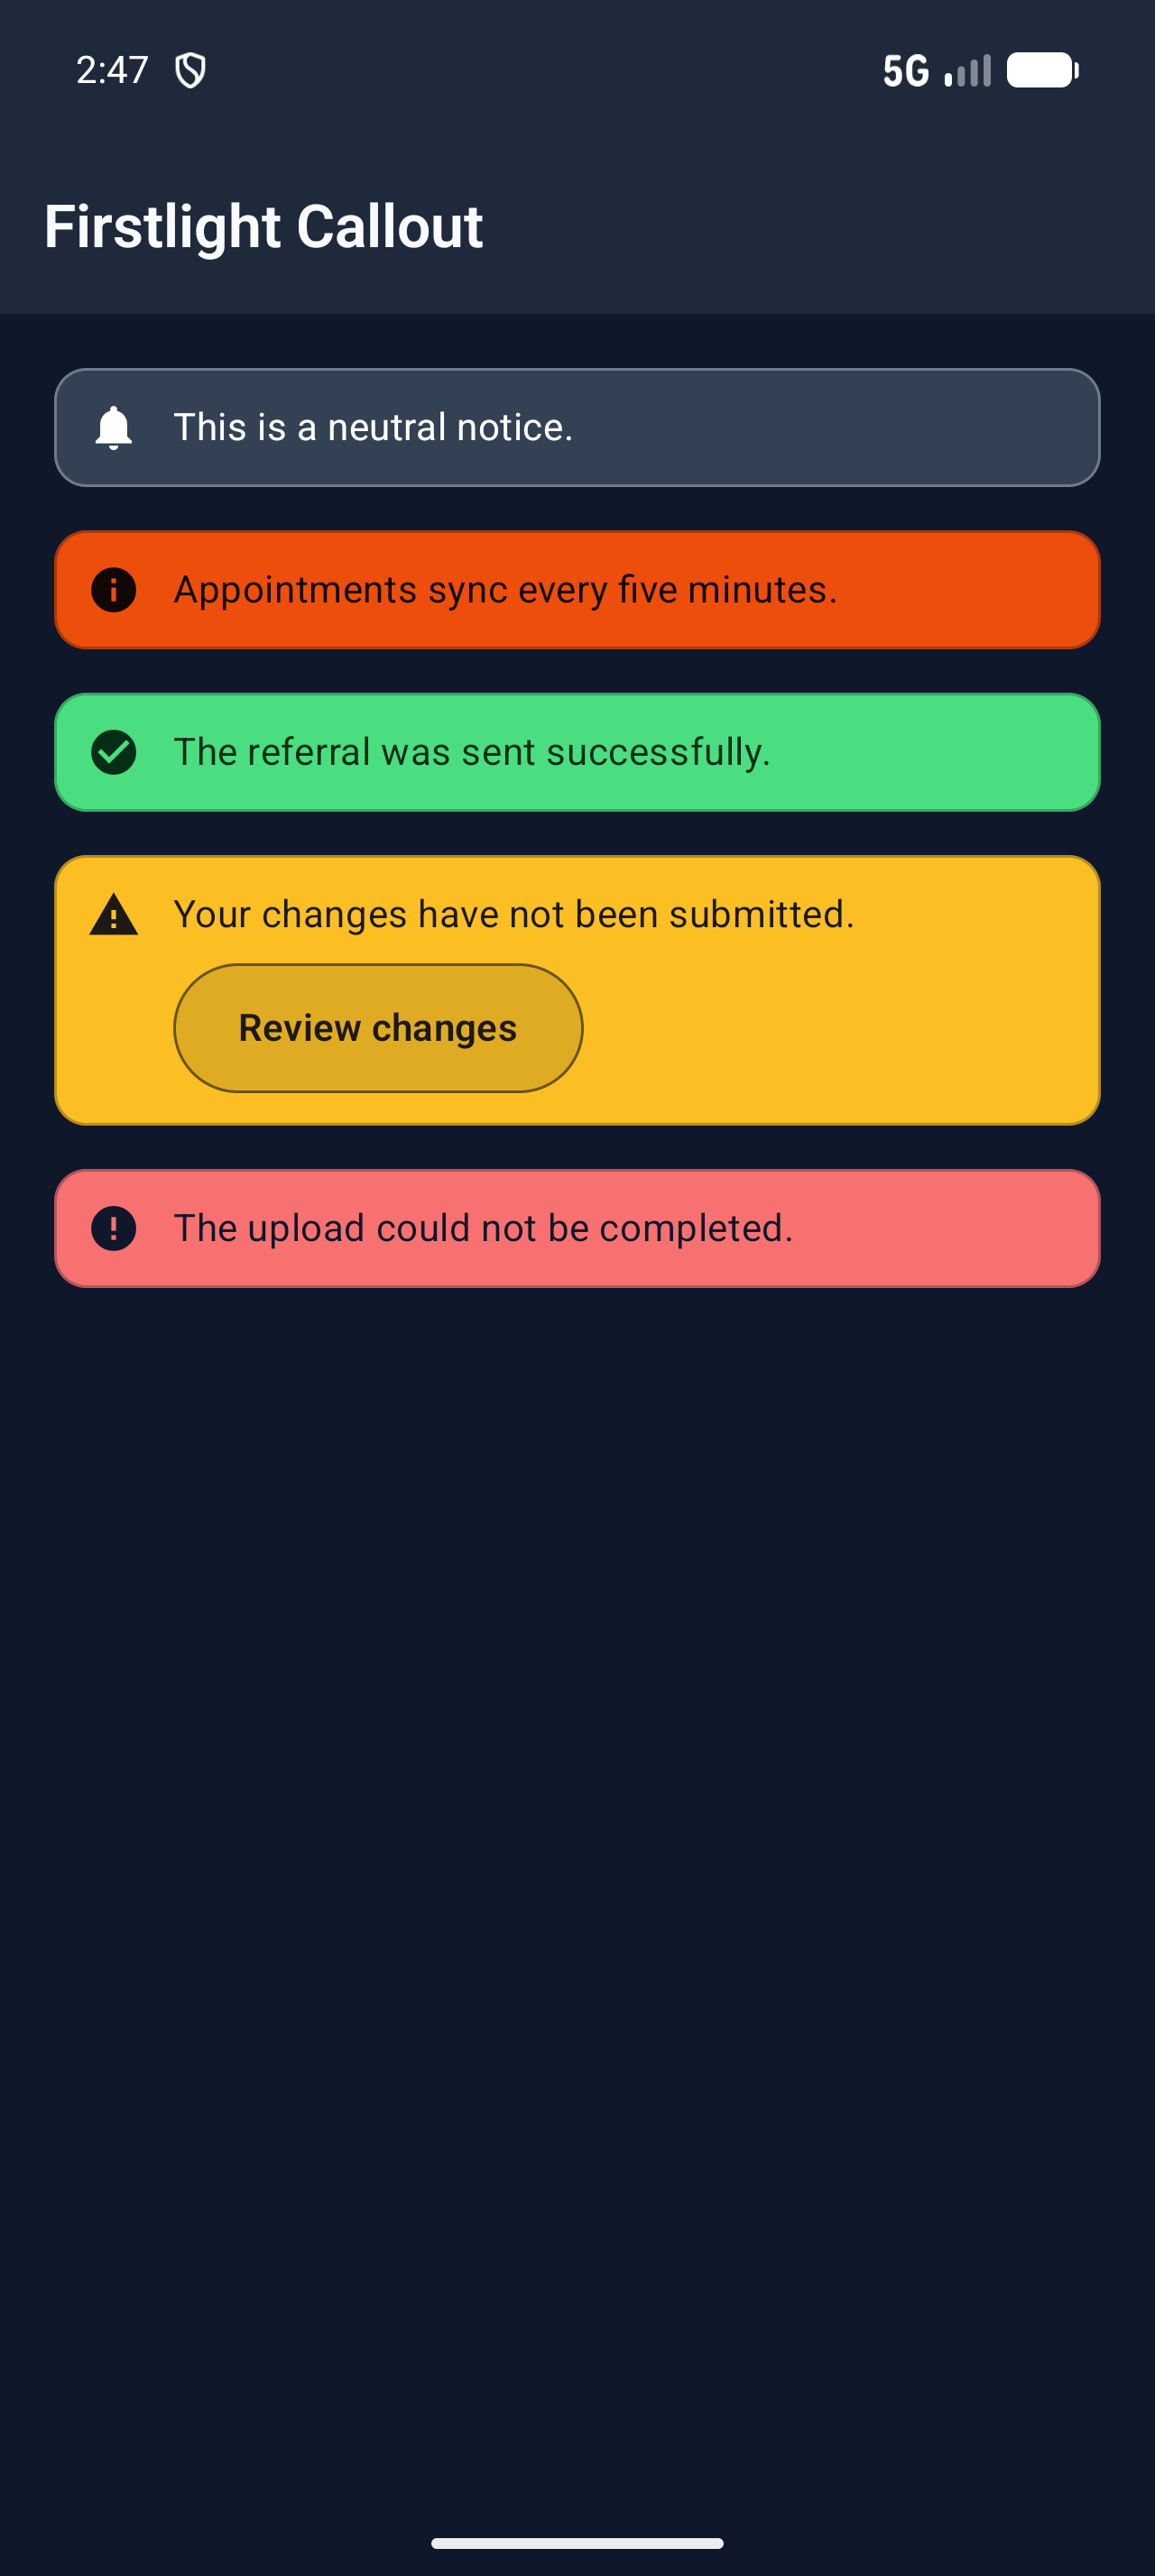 2:47
5G
Firstlight Callout
This is a neutral notice.
Appointments sync every five minutes.
The referral was sent successfully.
Your changes have not been submitted.
Review changes
The upload could not be completed.